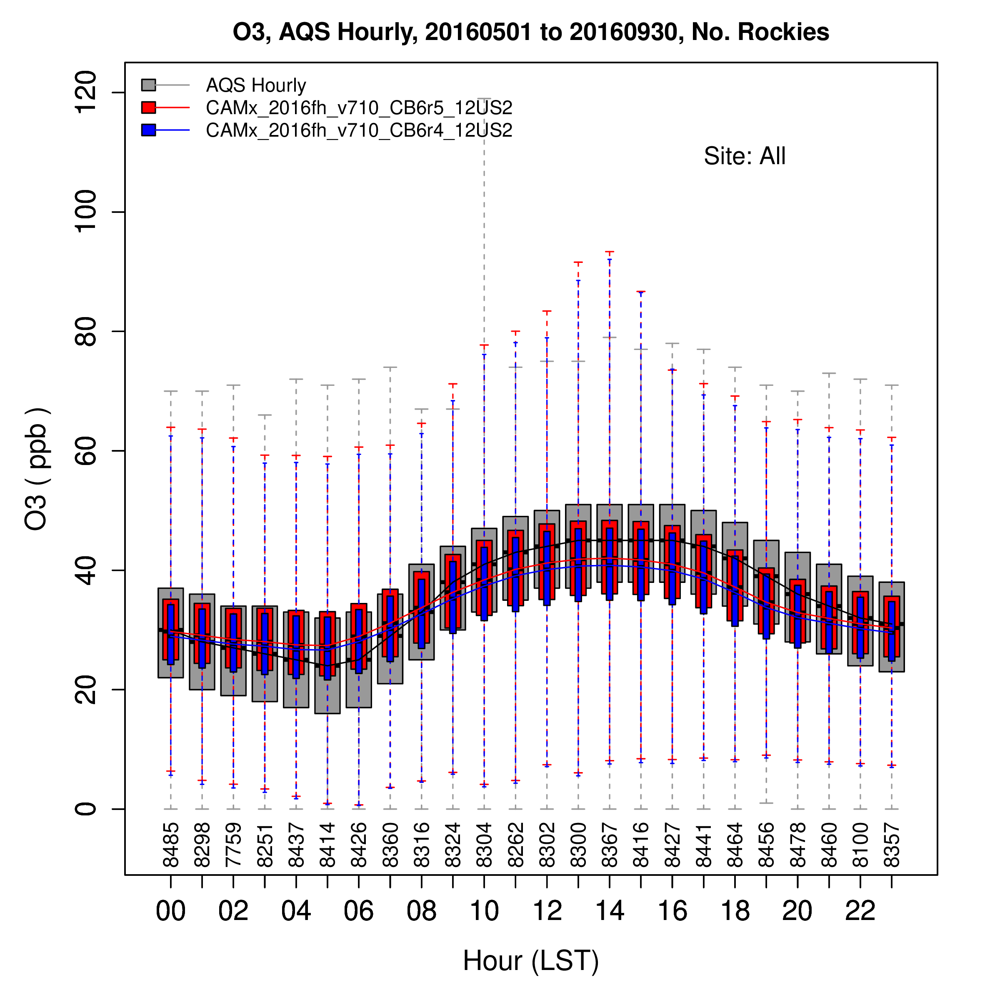 O3, AQS Hourly, 20160501 to 20160930, No. Rockies
AQS Hourly
CAMx_2016fh_v710_CB6r5_12US2
CAMx_2016fh_v710_CB6r4_12US2
Site: All
O3 ( ppb )
120
100
80
60
40
20
0
8485 8298 7759 8251 8437 8414 8426 8360 8316 8324 8304 8262 8302 8300 8367 8416 8427 8441 8464 8456 8478 8460 8100 8357
00 02 04 06 08 10 12 14 16 18 20 22
Hour (LST)